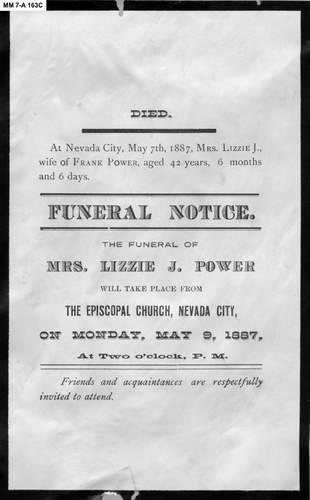 MM 7-A 163C
DIED.
At Nevada City, May 7th, 1887, MRS. LIZZIE J.,
wife of FRANK POWER, aged 42 years, 6 months
and 6 days.
FUNERAL NOTICE.
THE FUNERAL OF
MRS. LIZZIE J. POWER
WILL TAKE PLACE FROM
THE EPISCOPAL CHURCH, NEVADA CITY,
ON MONDAY, MAY 9, 1887,
At Two o'clock, P. M.
Friends and acquaintances are respectfully
invited to attend.